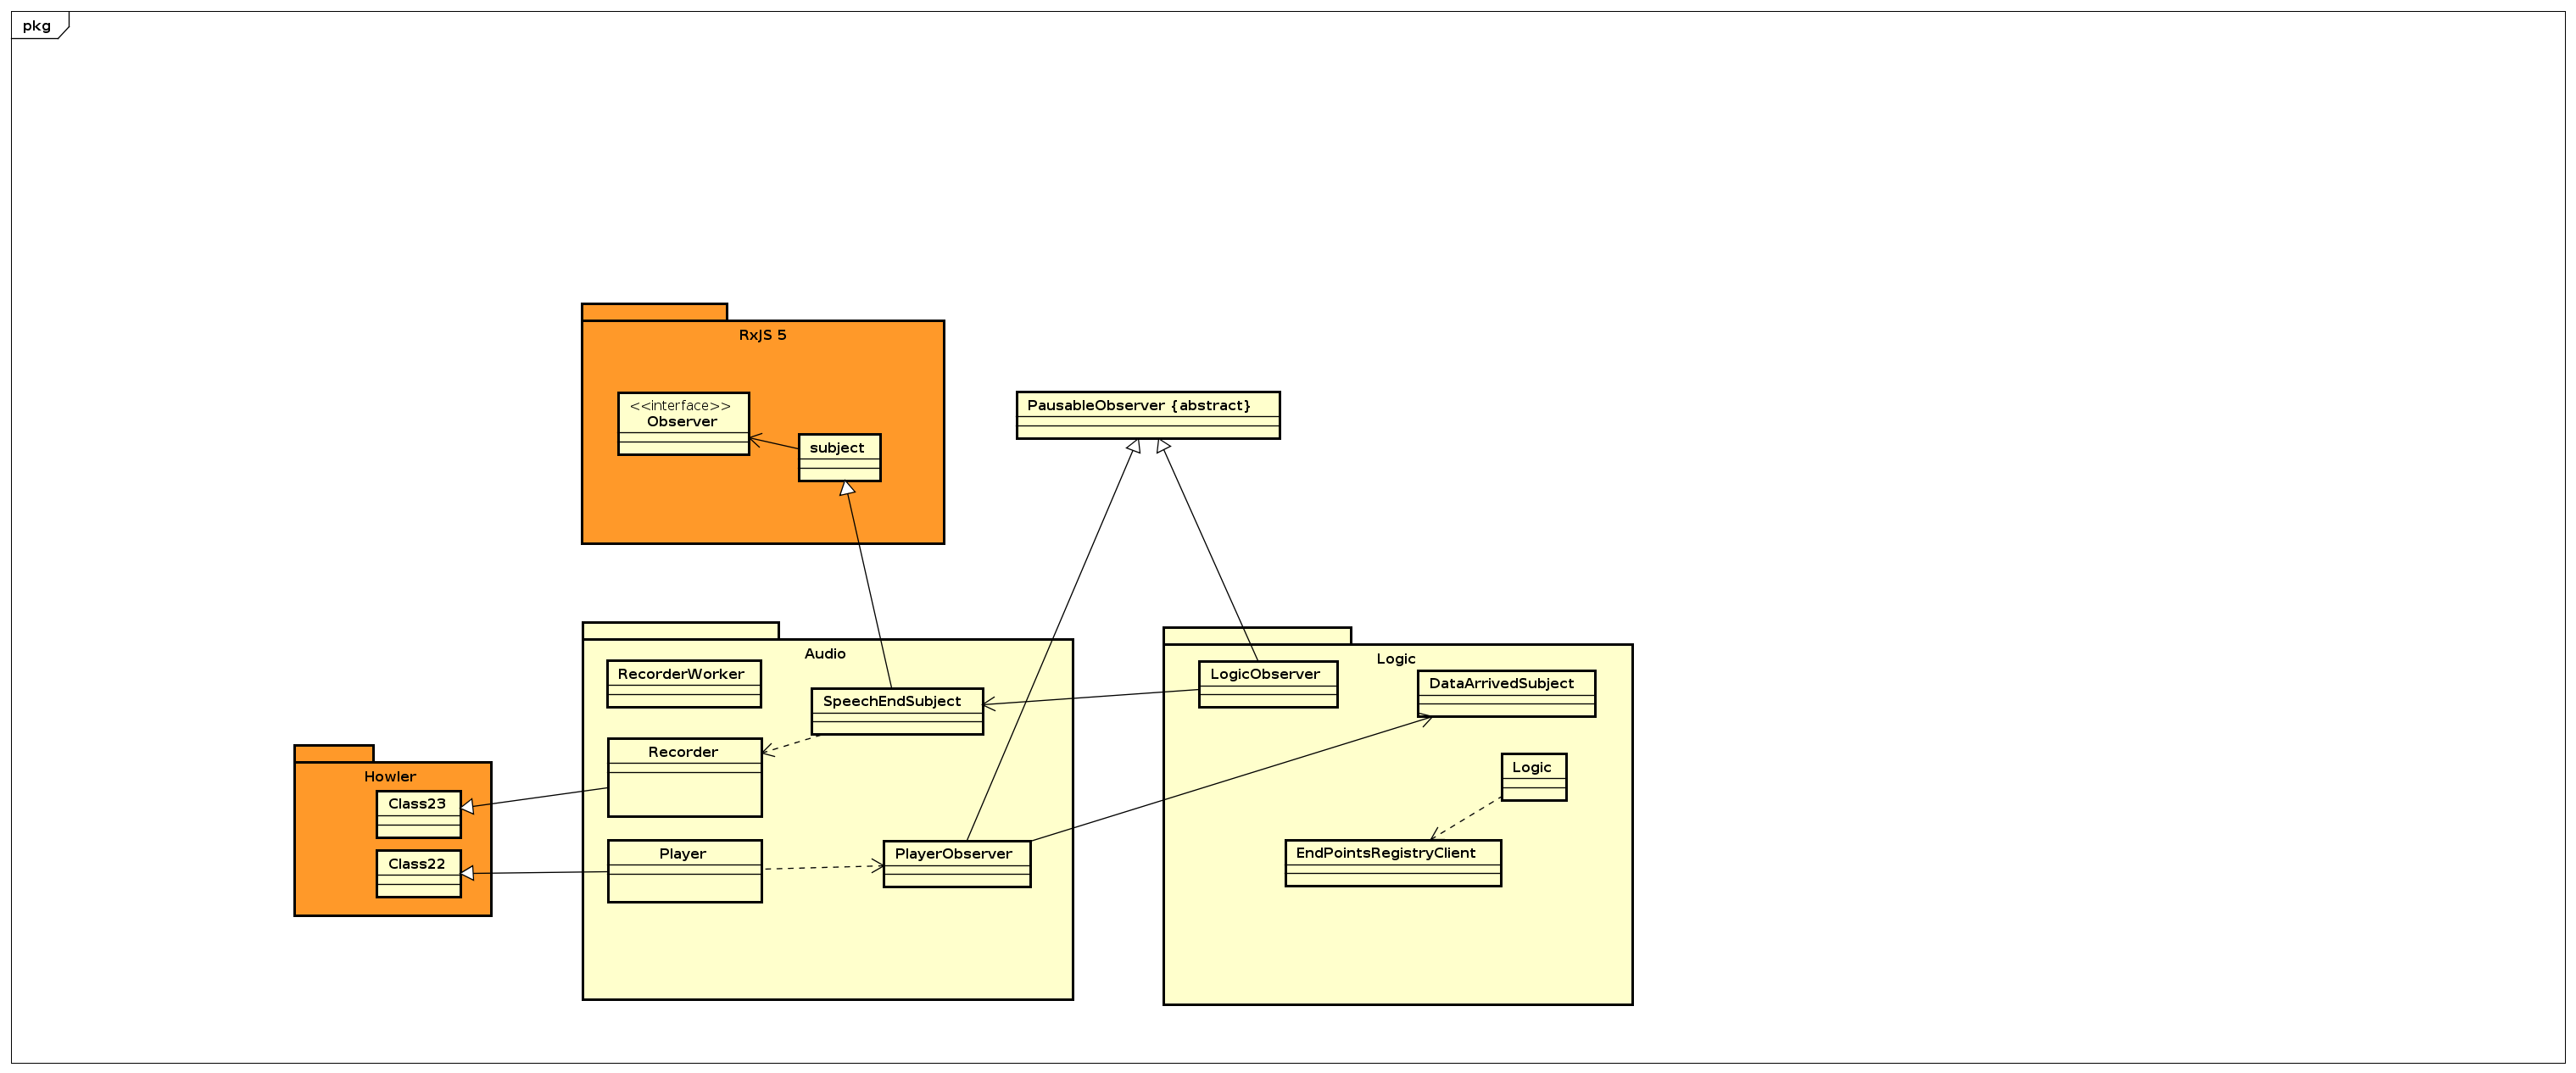 pkg
RxJS 5
<<interface>>
Observer
subject
PausableObserver {abstract}
Audio
RecorderWorker
SpeechEndSubject
Recorder
Player
PlayerObserver
Logic
LogicObserver
DataArrivedSubject
Logic
EndPointsRegistryClient
Howler
Class23
Class22